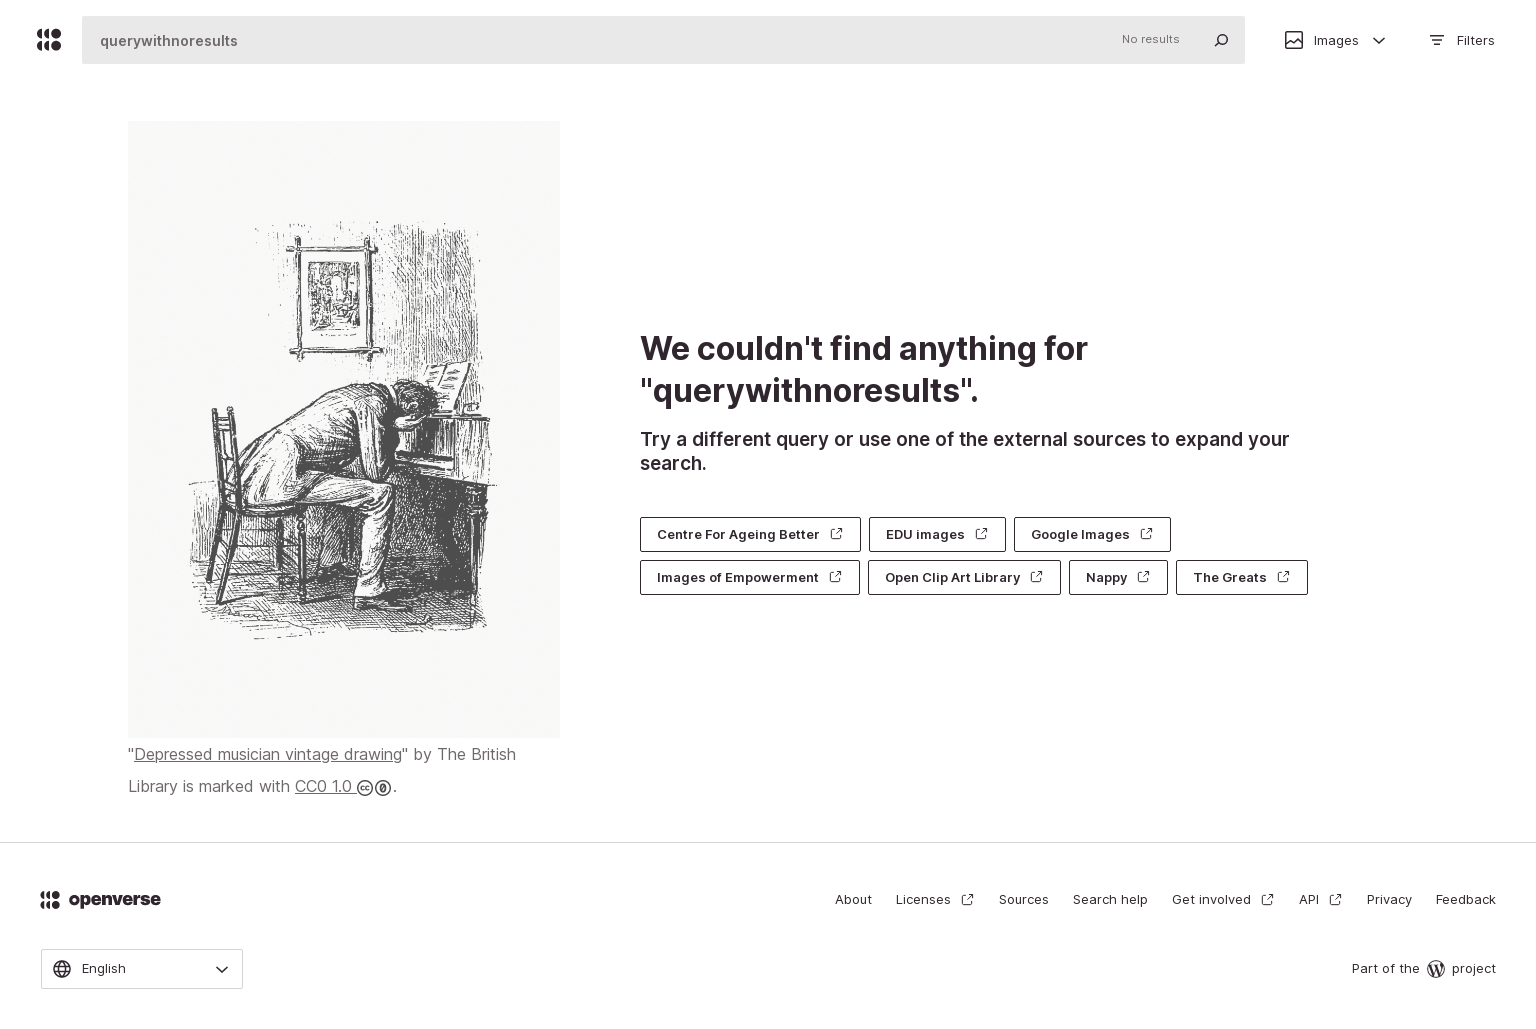 querywithnoresults
No results
Images
Filters
We couldn't find anything for
"querywithnoresults".
Try a different query or use one of the external sources to expand your
search.
Centre For Ageing Better
EDU images
Google Images
Images of Empowerment
Open Clip Art Library
Nappy
The Greats
"Depressed musician vintage drawing" by The British
Library is marked with CC0 1.0 .
openverse
About
Licenses
Sources
Search help
Get involved
API
Privacy
Feedback
English
Part of the
project